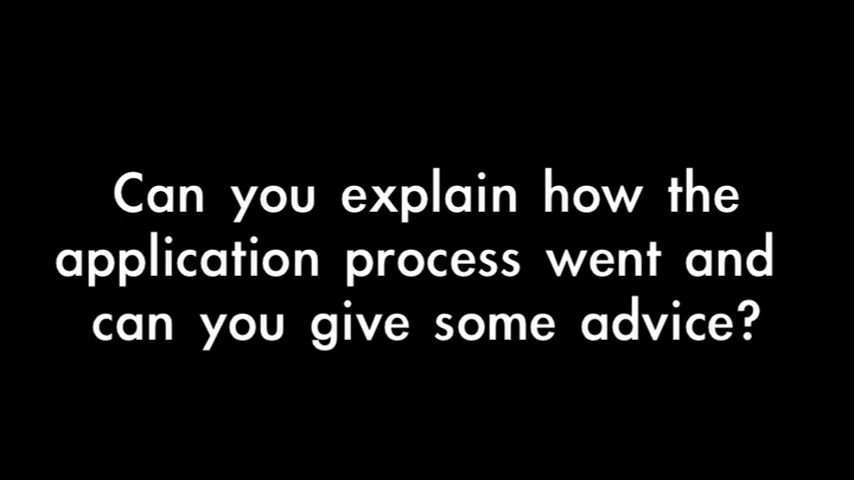 Can you explain how the
application process went and
can you give some advice?